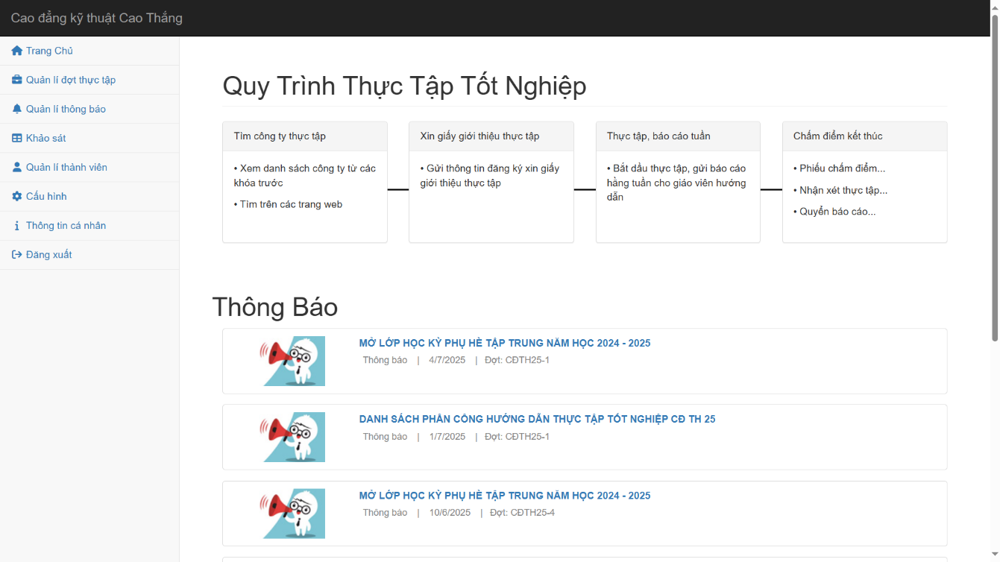 Cao đẳng kỹ thuật Cao Thắng
Trang Chủ
Quản lí đợt thực tập
Quản lí thông báo
Khảo sát
Quản lí thành viên
Cấu hình
Thông tin cá nhân
Đăng xuất
Quy Trình Thực Tập Tốt Nghiệp
Tìm công ty thực tập
• Xem danh sách công ty từ các
khóa trước
• Tìm trên các trang web
Xin giấy giới thiệu thực tập
• Gửi thông tin đăng ký xin giấy
giới thiệu thực tập
Thực tập, báo cáo tuần
• Bắt dầu thực tập, gửi báo cáo
hằng tuần cho giáo viên hướng
dẫn
Chấm điểm kết thúc
• Phiếu chấm điểm...
• Nhận xét thực tập...
• Quyển báo cáo...
Thông Báo
MỞ LỚP HỌC KỲ PHỤ HÈ TẬP TRUNG NĂM HỌC 2024 - 2025
Thông báo | 4/7/2025 | Đợt: CĐTH25-1
DANH SÁCH PHÂN CÔNG HƯỚNG DẪN THỰC TẬP TỐT NGHIỆP CĐ TH 25
Thông báo | 1/7/2025 | Đợt: CĐTH25-1
MỞ LỚP HỌC KỲ PHỤ HÈ TẬP TRUNG NĂM HỌC 2024 - 2025
Thông báo | 10/6/2025 | Đợt: CĐTH25-4